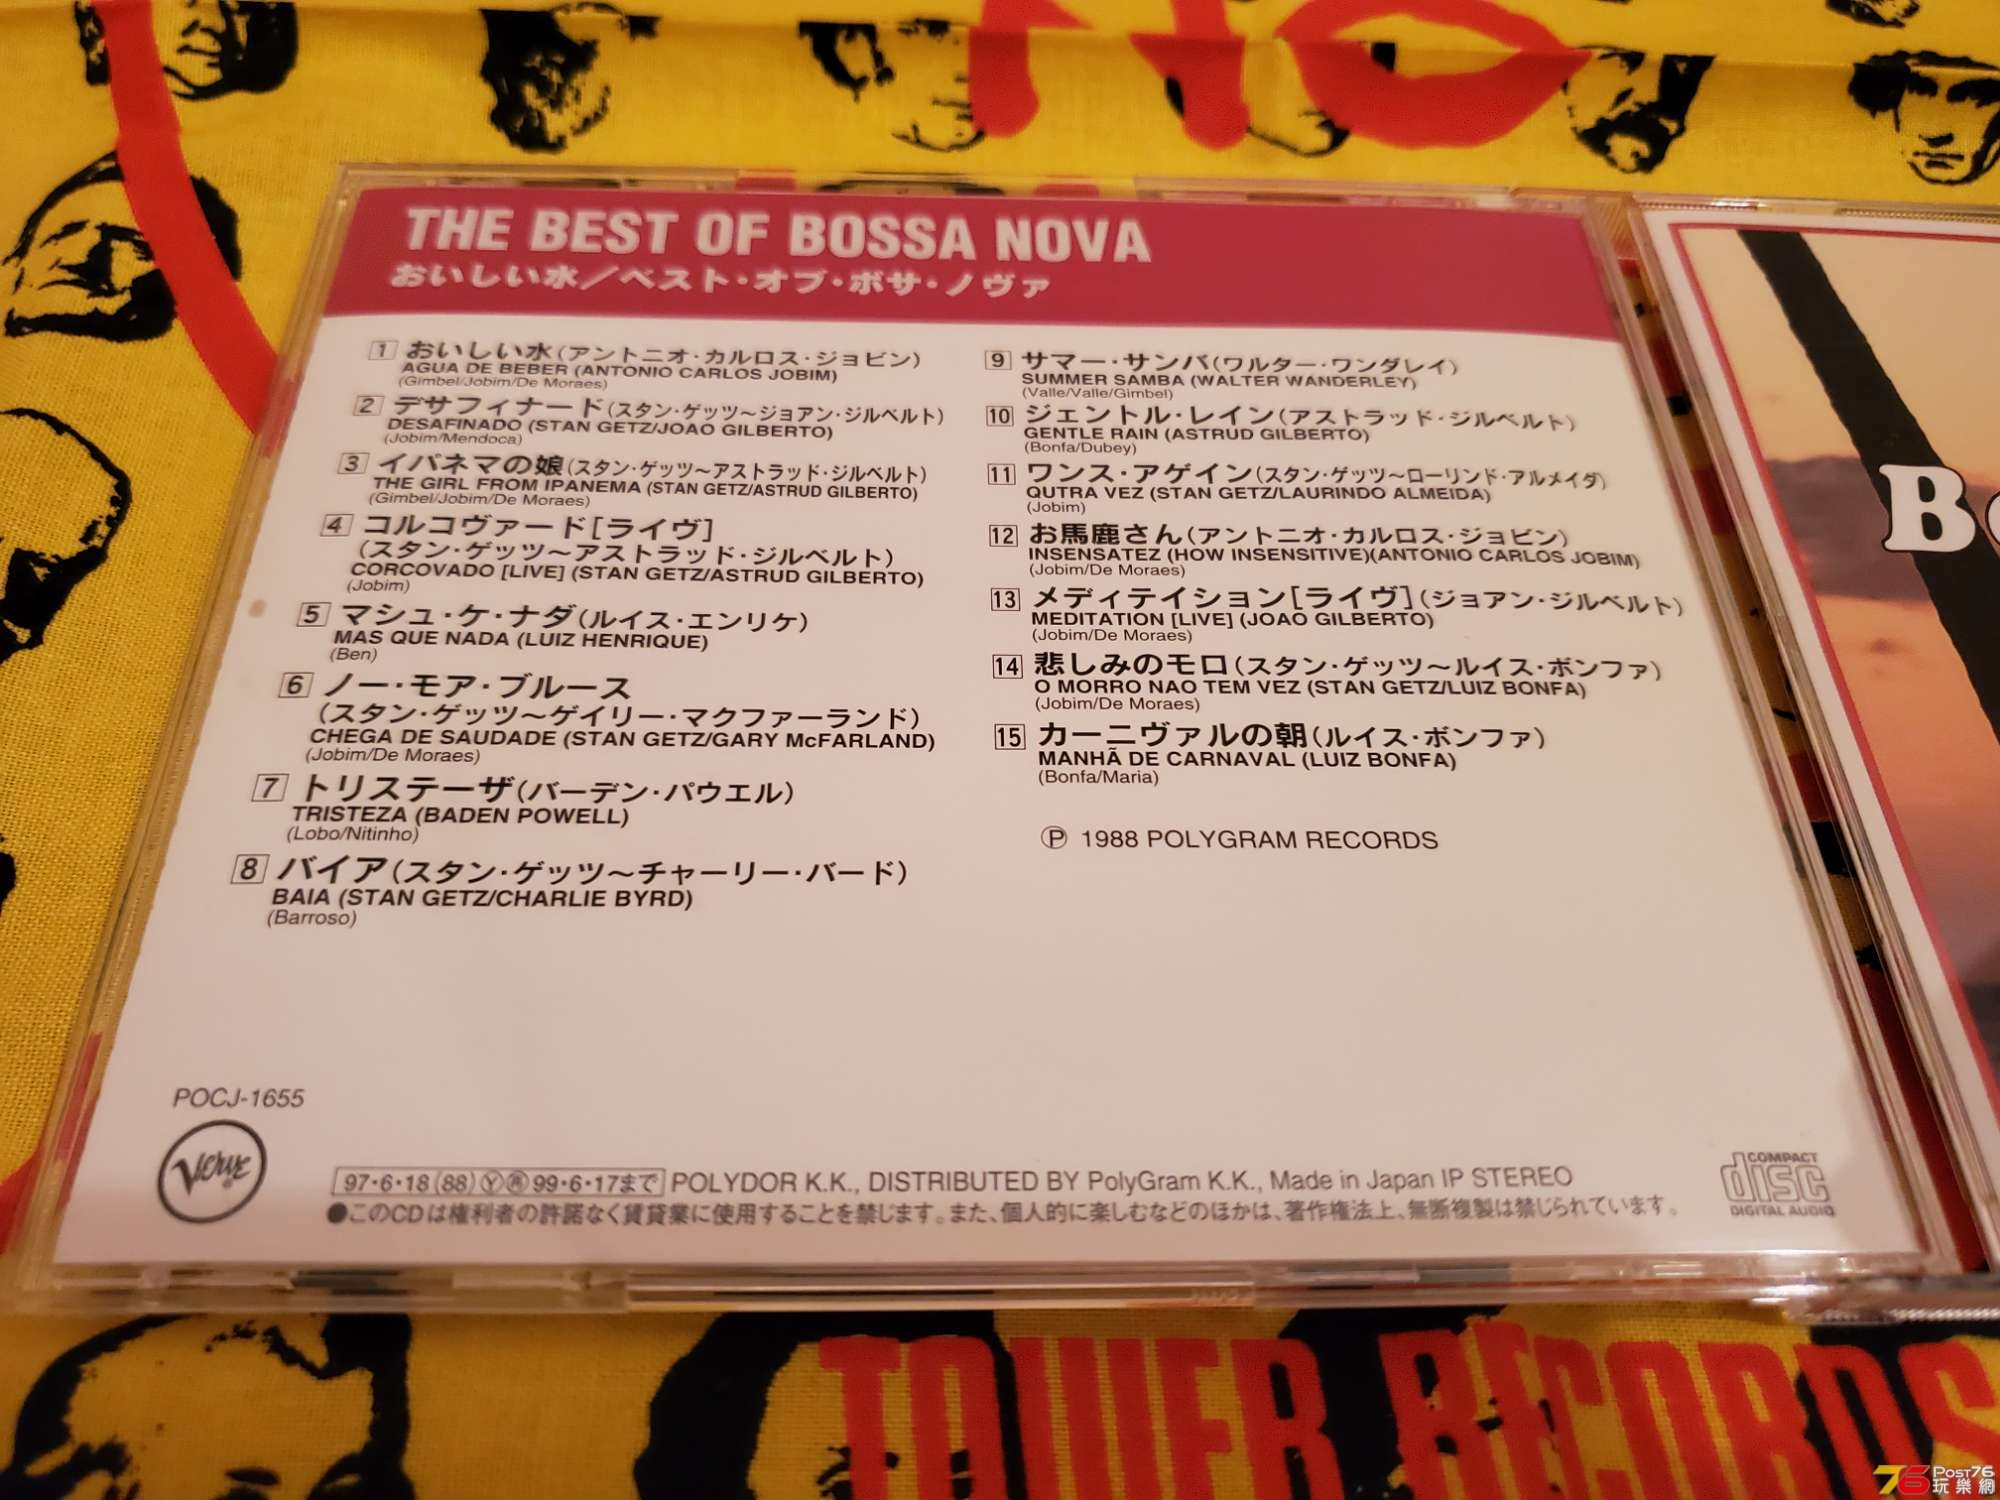 NO
THE BEST OF BOSSA NOVA
おいしい水／ベスト・オブ・ボサ・ノヴァ
1 おいしい水(アントニオ・カルロス・ジョビン)
AGUA DE BEBER (ANTONIO CARLOS JOBIM)
(Gimbel/Jobim/De Moraes)
2 デサフィナード(スタン・ゲッツ〜ジョアン・ジルベルト)
DESAFINADO (STAN GETZ/JOAO GILBERTO)
(Jobim/Mendoca)
3 イパネマの娘(スタン・ゲッツ〜アストラッド・ジルベルト)
THE GIRL FROM IPANEMA (STAN GETZ/ASTRUD GILBERTO)
(Gimbel/Jobim/De Moraes)
4 コルコヴァード[ライヴ]
(スタン・ゲッツ〜アストラッド・ジルベルト)
CORCOVADO [LIVE] (STAN GETZ/ASTRUD GILBERTO)
(Jobim)
5 マシュ・ケ・ナダ(ルイス・エンリケ)
MAS QUE NADA (LUIZ HENRIQUE)
(Ben)
6 ノー・モア・ブルース
(スタン・ゲッツ〜ゲイリー・マクファーランド)
CHEGA DE SAUDADE (STAN GETZ/GARY McFARLAND)
(Jobim/De Moraes)
7 トリステーザ(バーデン・パウエル)
TRISTEZA (BADEN POWELL)
(Lobo/Nitinho)
8 バイア(スタン・ゲッツ〜チャーリー・バード)
BAIA (STAN GETZ/CHARLIE BYRD)
(Barroso)
9 サマー・サンバ(ワルター・ワンダレイ)
SUMMER SAMBA (WALTER WANDERLEY)
(Valle/Valle/Gimbel)
10 ジェントル・レイン(アストラッド・ジルベルト)
GENTLE RAIN (ASTRUD GILBERTO)
(Bonfa/Dubey)
11 ワンス・アゲイン(スタン・ゲッツ〜ローリンド・アルメイダ)
QUTRA VEZ (STAN GETZ/LAURINDO ALMEIDA)
(Jobim)
12 お馬鹿さん(アントニオ・カルロス・ジョビン)
INSENSATEZ (HOW INSENSITIVE)(ANTONIO CARLOS JOBIM)
(Jobim/De Moraes)
13 メディテイション[ライヴ](ジョアン・ジルベルト)
MEDITATION [LIVE] (JOAO GILBERTO)
(Jobim/De Moraes)
14 悲しみのモロ(スタン・ゲッツ〜ルイス・ボンファ)
O MORRO NAO TEM VEZ (STAN GETZ/LUIZ BONFA)
(Jobim/De Moraes)
15 カーニヴァルの朝(ルイス・ボンファ)
MANHÃ DE CARNAVAL (LUIZ BONFA)
(Bonfa/Maria)
Ⓟ 1988 POLYGRAM RECORDS
POCJ-1655
Verve
97・6・18(88)Ⓨ㋞99・6・17まで POLYDOR K.K., DISTRIBUTED BY PolyGram K.K., Made in Japan IP STEREO
●このCDは権利者の許諾なく賃貸業に使用することを禁じます。また、個人的に楽しむなどのほかは、著作権法上、無断複製は禁じられています。
COMPACT
disc
DIGITAL AUDIO
TOWER RECORDS
76 Post76
玩樂網